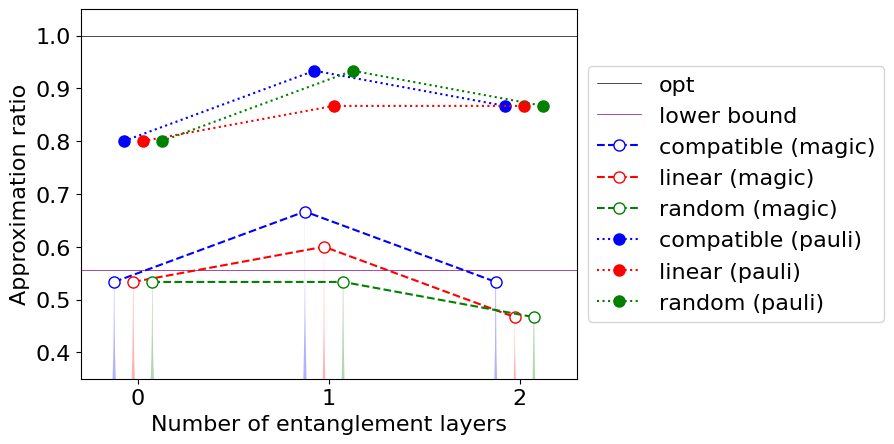 1.0
0.9
0.8
0.7
0.6
0.5
0.4
Approximation ratio
0 1 2
Number of entanglement layers
opt
lower bound
compatible (magic)
linear (magic)
random (magic)
compatible (pauli)
linear (pauli)
random (pauli)